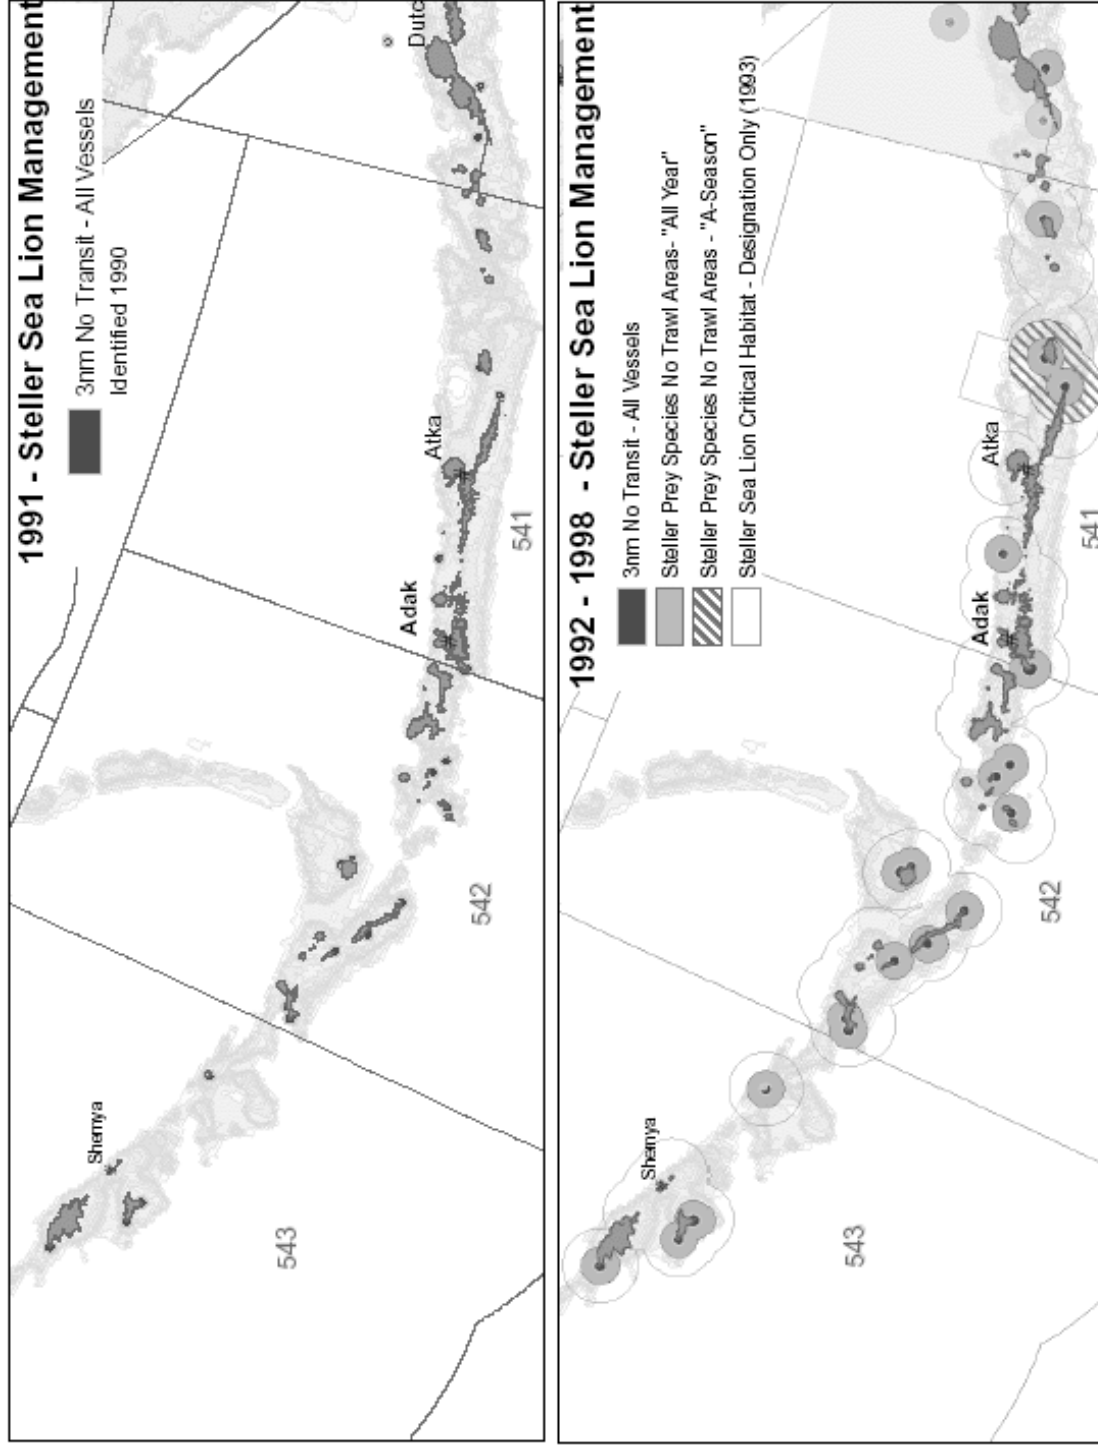 1991 - Steller Sea Lion Management
3nm No Transit - All Vessels
Identified 1990
Dutc
Atka
Adak
Shemya
541
542
543
1992 - 1998 - Steller Sea Lion Management
3nm No Transit - All Vessels
Steller Prey Species No Trawl Areas- "All Year"
Steller Prey Species No Trawl Areas - "A-Season"
Steller Sea Lion Critical Habitat - Designation Only (1993)
Atka
Adak
Shemya
541
542
543